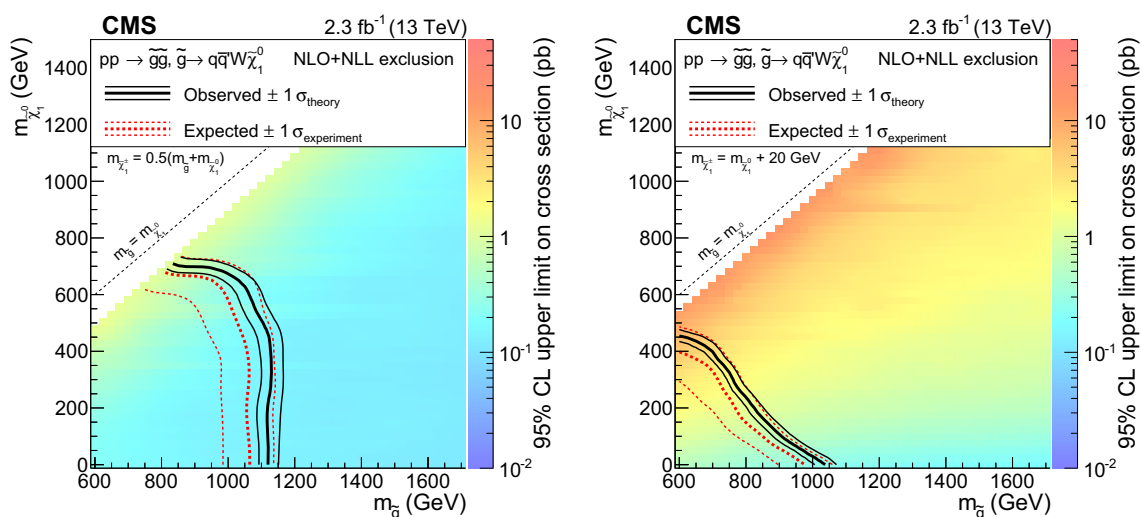 CMS 2.3 fb⁻¹ (13 TeV)
pp → g̃g̃, g̃→ qq̄'Wχ̃₁⁰ NLO+NLL exclusion
Observed ± 1 σ_theory
Expected ± 1 σ_experiment
m_χ̃₁± = 0.5(m_g̃+m_χ̃₁⁰)
m_g̃ = m_χ̃₁⁰
m_χ̃₁⁰ (GeV)
1400
1200
1000
800
600
400
200
0
600 800 1000 1200 1400 1600
m_g̃ (GeV)
10
1
10⁻¹
10⁻²
95% CL upper limit on cross section (pb)
CMS 2.3 fb⁻¹ (13 TeV)
pp → g̃g̃, g̃→ qq̄'Wχ̃₁⁰ NLO+NLL exclusion
Observed ± 1 σ_theory
Expected ± 1 σ_experiment
m_χ̃₁± = m_χ̃₁⁰ + 20 GeV
m_g̃ = m_χ̃₁⁰
m_χ̃₁⁰ (GeV)
1400
1200
1000
800
600
400
200
0
600 800 1000 1200 1400 1600
m_g̃ (GeV)
10
1
10⁻¹
10⁻²
95% CL upper limit on cross section (pb)